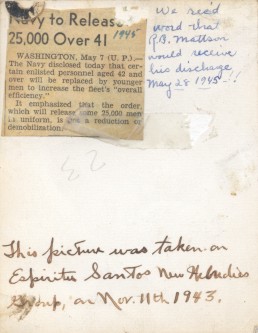 Navy to Release
25,000 Over 41
1945
WASHINGTON, May 7 (U. P.).—
The Navy disclosed today that cer-
tain enlisted personnel aged 42 and
over will be replaced by younger
men to increase the fleet's "overall
efficiency."
It emphasized that the order,
which will release some 25,000 men
in uniform, is not a reduction or
demobilization.
We rec'd
word that
R.B. Mattson
would receive
his discharge
May 28 1945-!!
This picture was taken on
Espiritu Santos New Hebrides
Group, on Nov. 11th 1943.